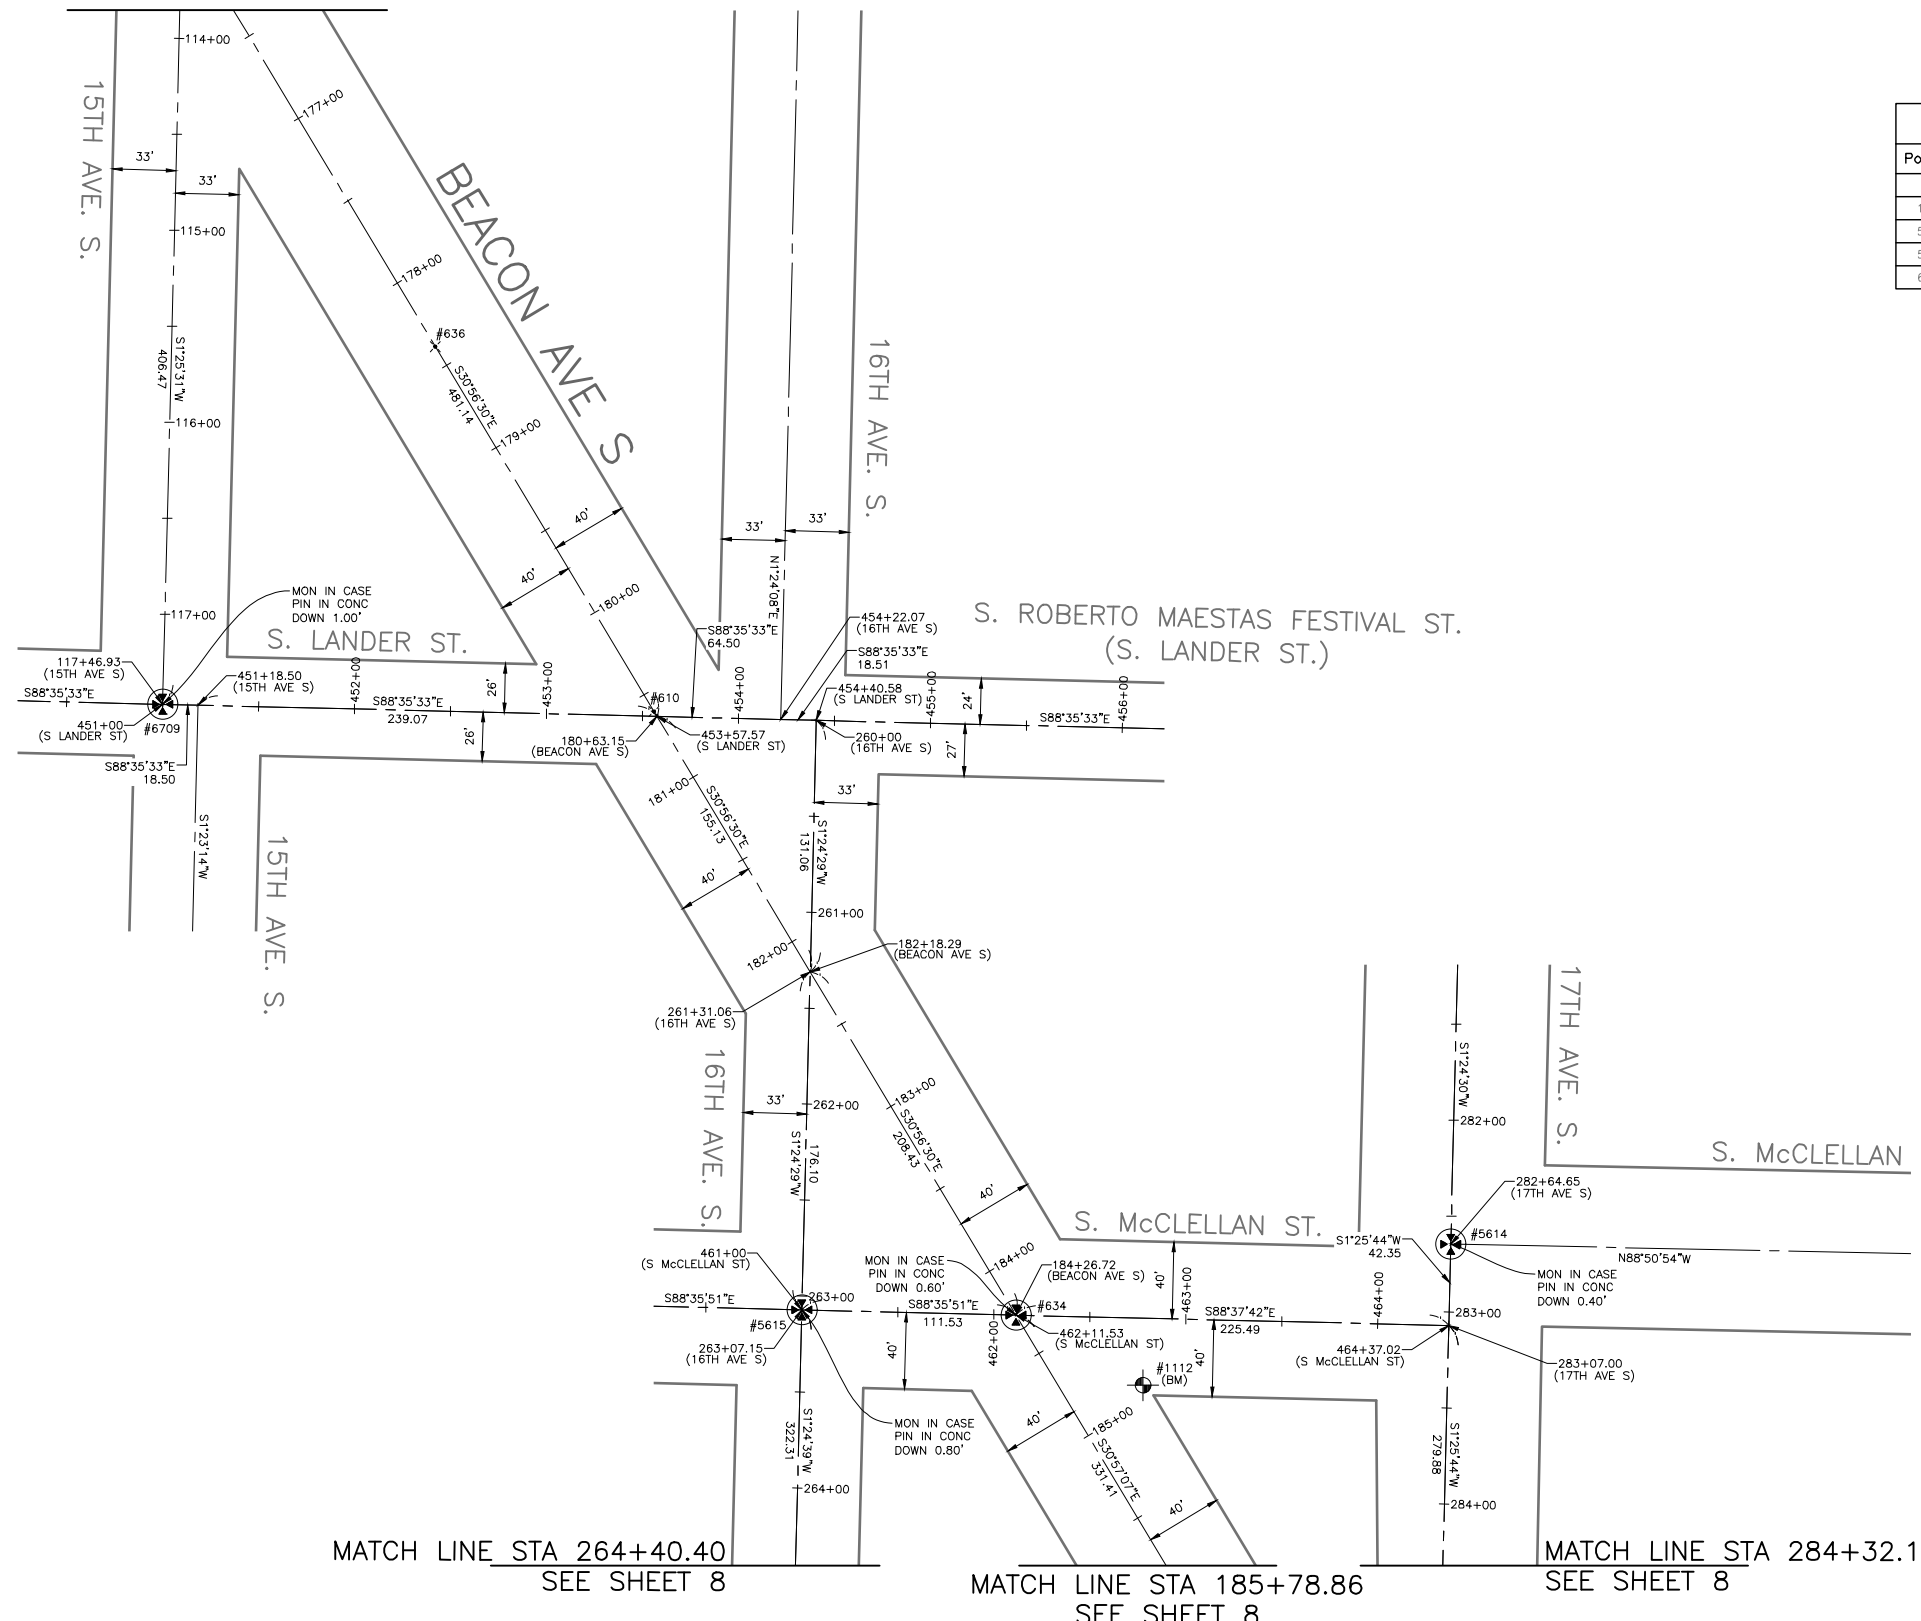 114+00
177+00
15TH AVE. S.
33'
33'
115+00
BEACON AVE S
178+00
#636
S1°25'31"W
406.47
S30°56'30"E
481.14
16TH AVE. S.
116+00
179+00
40'
33'
33'
40'
N1°24'08"E
MON IN CASE
PIN IN CONC
DOWN 1.00'
117+00
180+00
S. LANDER ST.
S88°35'33"E
64.50
454+22.07
(16TH AVE S)
S. ROBERTO MAESTAS FESTIVAL ST.
(S. LANDER ST.)
S88°35'33"E
18.51
117+46.93
(15TH AVE S)
451+18.50
(15TH AVE S)
452+00
453+00
26'
#610
454+00
454+40.58
(S LANDER ST)
455+00
24'
456+00
S88°35'33"E
S88°35'33"E
239.07
S88°35'33"E
451+00
(S LANDER ST)
#6709
26'
180+63.15
(BEACON AVE S)
453+57.57
(S LANDER ST)
260+00
(16TH AVE S)
27'
S88°35'33"E
18.50
181+00
33'
S30°56'30"E
155.13
S1°24'29"W
131.06
S1°23'14"W
15TH AVE. S.
40'
261+00
182+00
182+18.29
(BEACON AVE S)
261+31.06
(16TH AVE S)
17TH AVE. S.
16TH AVE. S.
33'
262+00
183+00
S1°24'30"W
282+00
S30°56'30"E
208.43
176.10
S1°24'29"W
S. McCLELLAN
40'
282+64.65
(17TH AVE S)
S. McCLELLAN ST.
461+00
(S McCLELLAN ST)
MON IN CASE
PIN IN CONC
DOWN 0.60'
184+00
184+26.72
(BEACON AVE S)
S1°25'44"W
42.35
#5614
N88°50'54"W
MON IN CASE
PIN IN CONC
DOWN 0.40'
40'
463+00
464+00
S88°35'51"E
263+00
S88°35'51"E
111.53
#634
S88°37'42"E
225.49
283+00
#5615
263+07.15
(16TH AVE S)
40'
462+00
462+11.53
(S McCLELLAN ST)
40'
464+37.02
(S McCLELLAN ST)
283+07.00
(17TH AVE S)
#1112
(BM)
S1°24'39"W
322.31
MON IN CASE
PIN IN CONC
DOWN 0.80'
40'
185+00
S30°57'07"E
331.41
S1°25'44"W
279.88
264+00
40'
284+00
MATCH LINE STA 264+40.40
SEE SHEET 8
MATCH LINE STA 185+78.86
SEE SHEET 8
MATCH LINE STA 284+32.1
SEE SHEET 8
Po